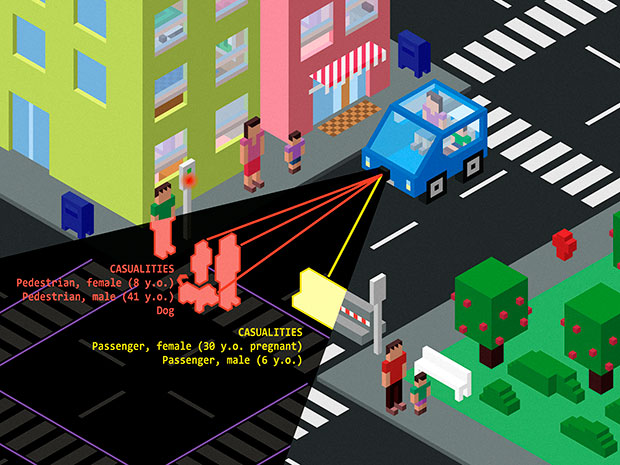 CASUALITIES
Pedestrian, female (8 y.o.)
Pedestrian, male (41 y.o.)
Dog
CASUALITIES
Passenger, female (30 y.o. pregnant)
Passenger, male (6 y.o.)